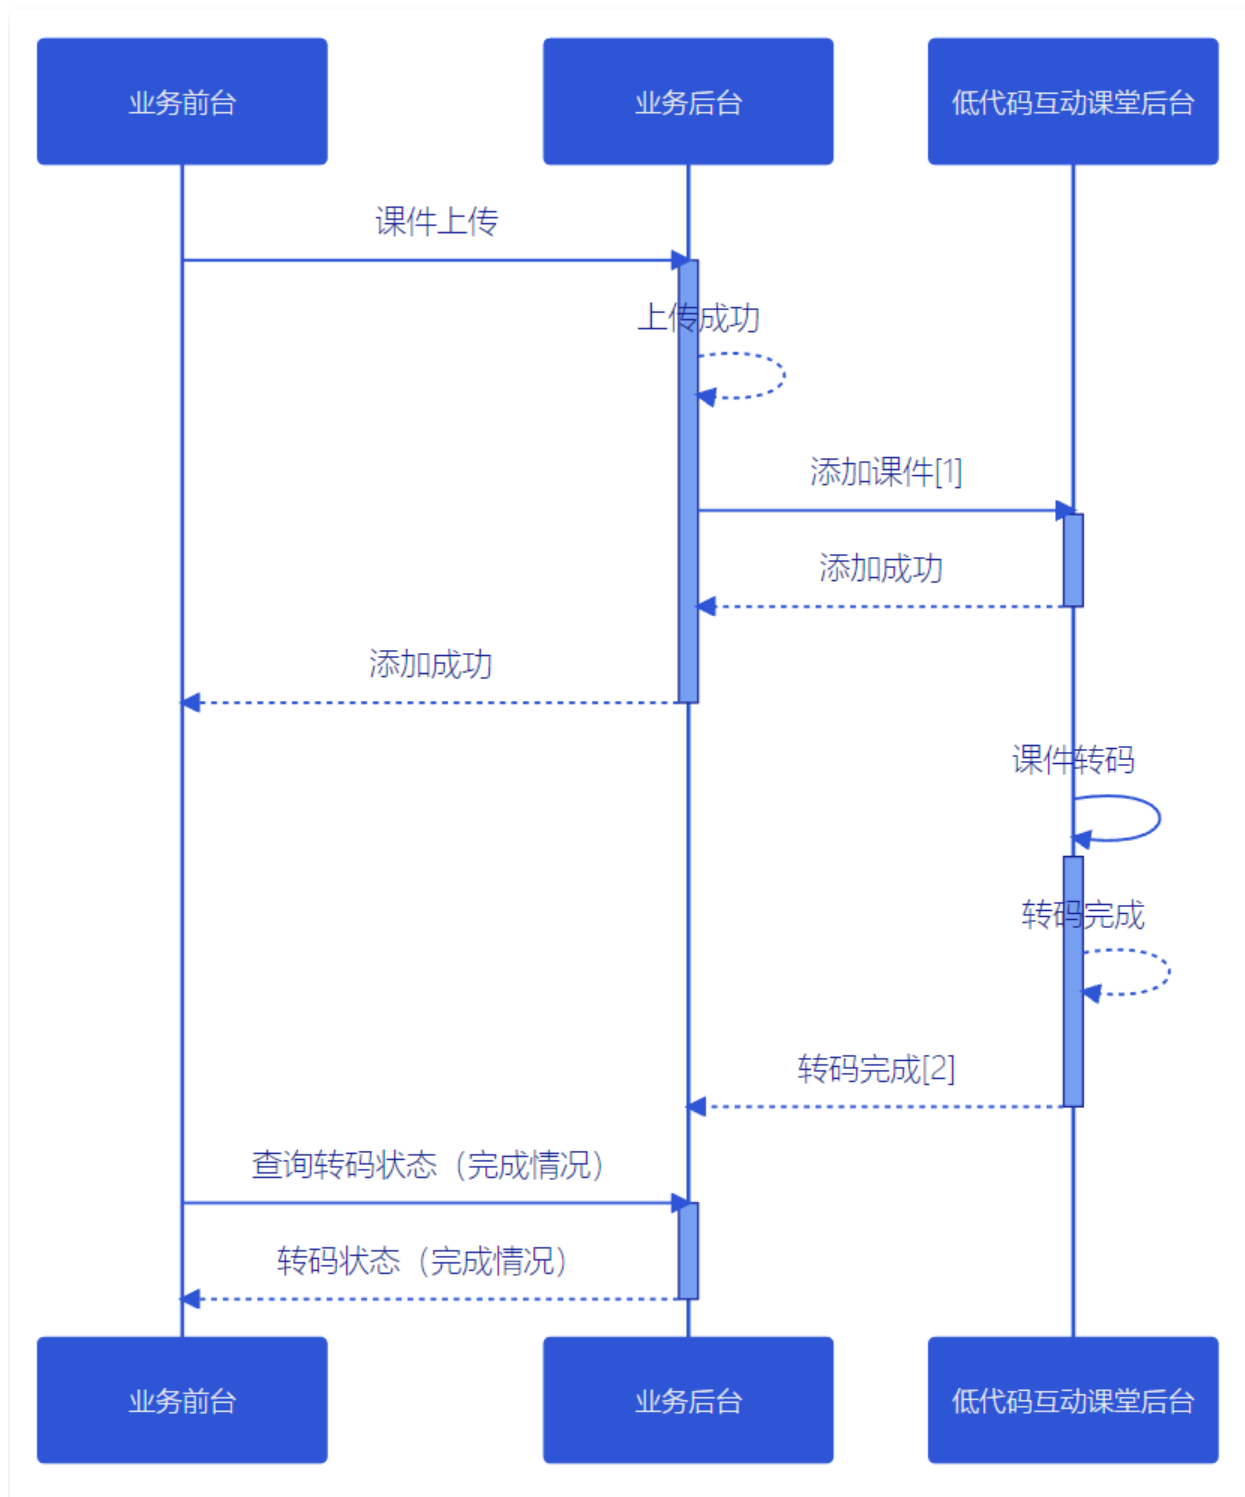 业务前台
业务后台
低代码互动课堂后台
课件上传
上传成功
添加课件[1]
添加成功
添加成功
课件转码
转码完成
转码完成[2]
查询转码状态（完成情况）
转码状态（完成情况）
业务前台
业务后台
低代码互动课堂后台